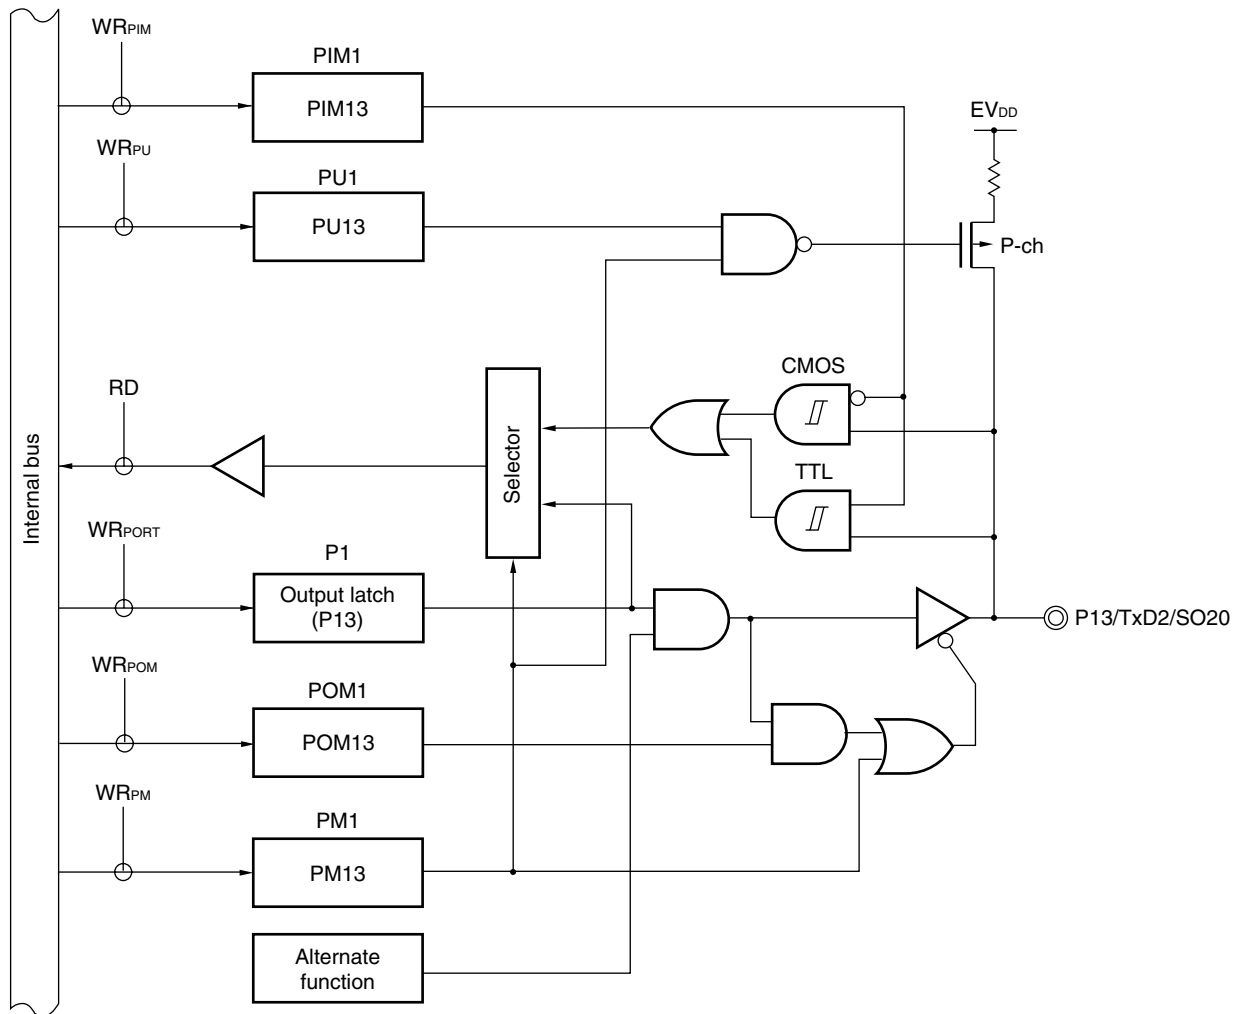 WRPIM
PIM1
PIM13
EVDD
WRPU
PU1
PU13
P-ch
CMOS
RD
Selector
TTL
Internal bus
WRPORT
P1
Output latch
(P13)
P13/TxD2/SO20
WRPOM
POM1
POM13
WRPM
PM1
PM13
Alternate
function